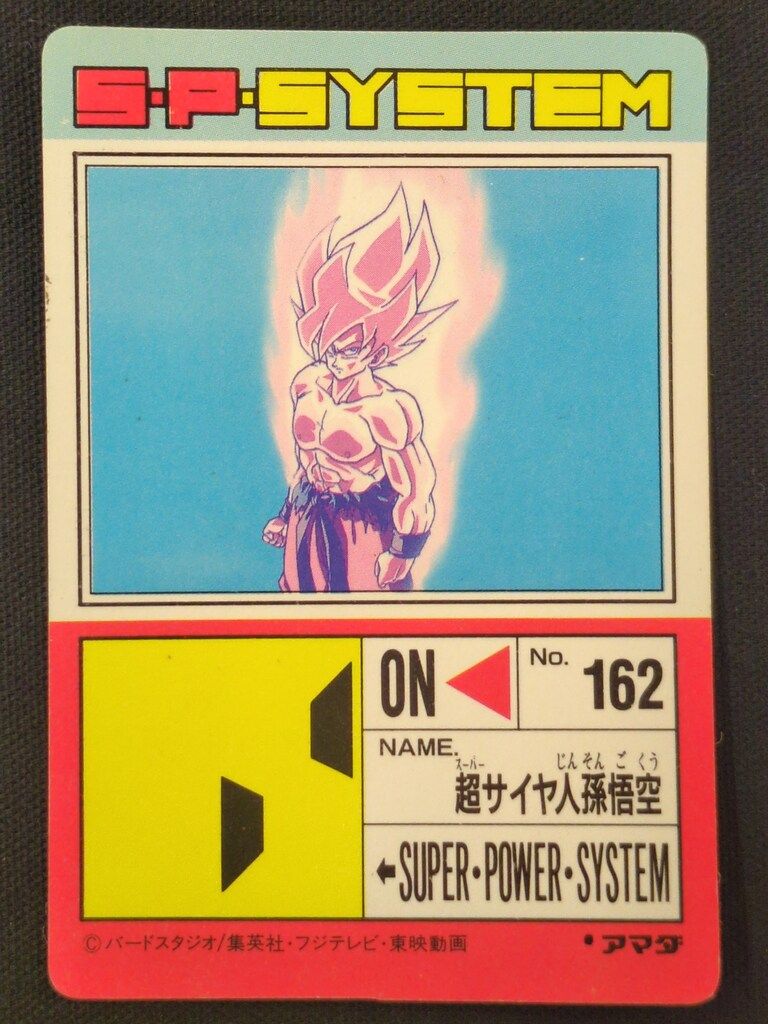 S·P·SYSTEM
ON
No. 162
NAME.
スーパー じんそん ご くう
超サイヤ人孫悟空
←SUPER·POWER·SYSTEM
©バードスタジオ/集英社・フジテレビ・東映動画
アマダ